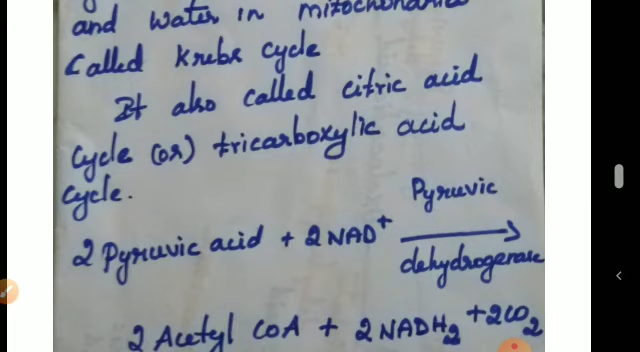 and water in mitochondria
Called Krebs cycle
It also called citric acid
Cycle (or) tricarboxylic acid
Cycle.
2 Pyruvic acid + 2 NAD⁺ Pyruvic dehydrogenase →
2 Acetyl CoA + 2 NADH₂ + 2CO₂